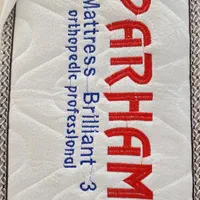 PARHAM
Mattress Brilliant 3
orthopedic professional